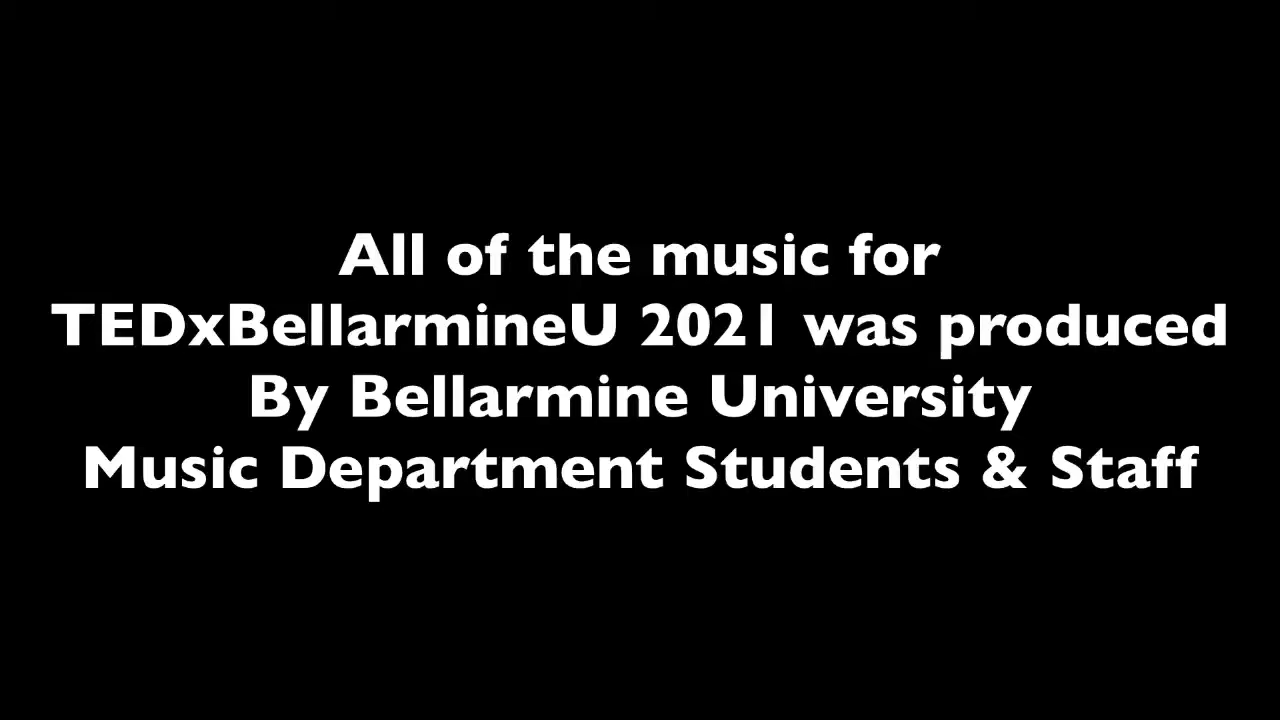 All of the music for
TEDxBellarmineU 2021 was produced
By Bellarmine University
Music Department Students & Staff